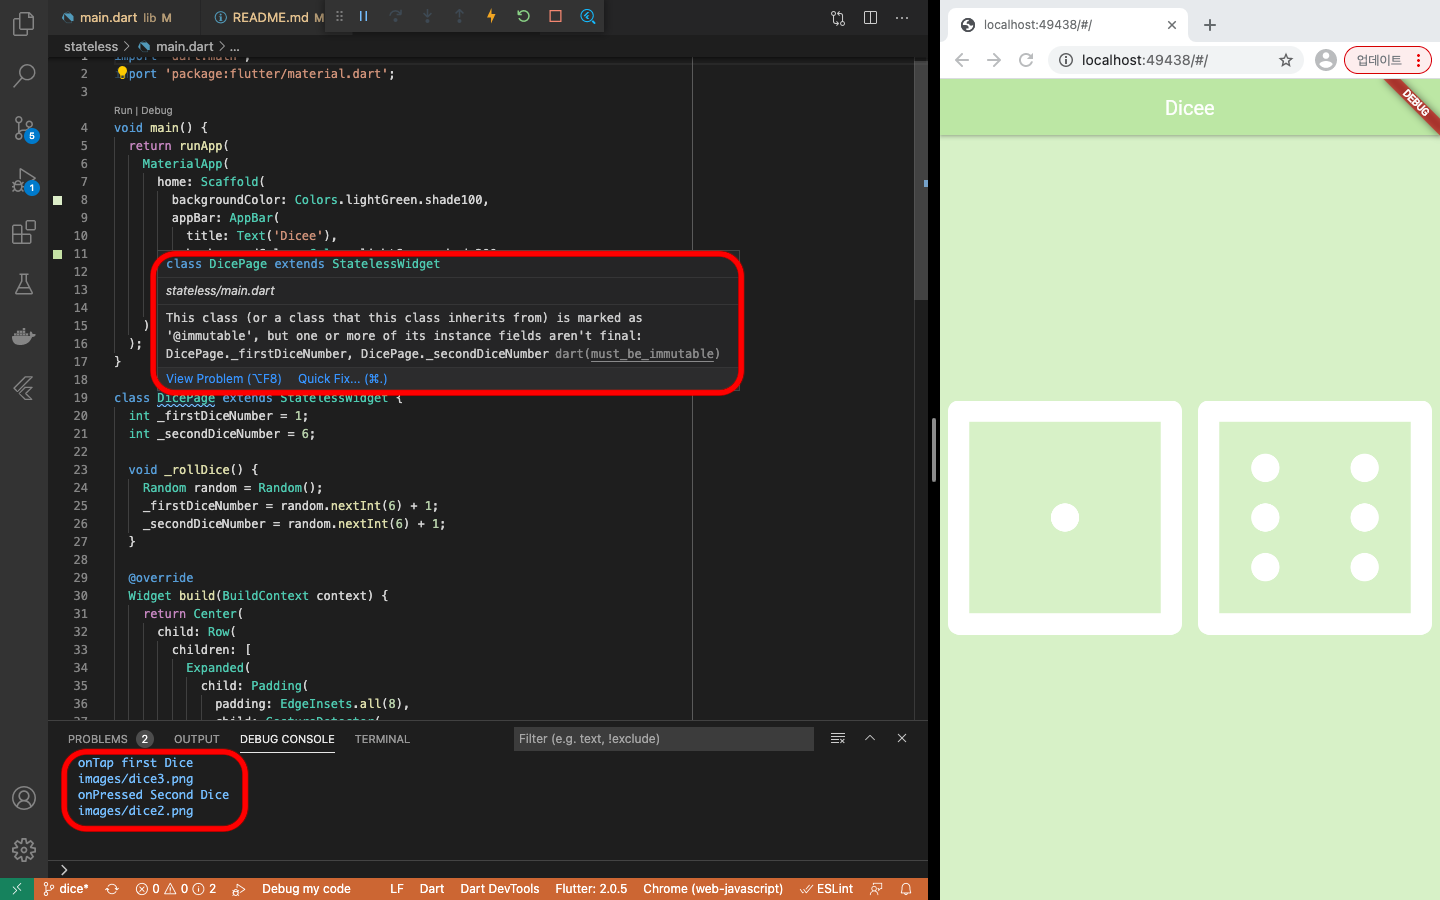 main.dart lib M
README.md M
stateless > main.dart > ...
2 import 'package:flutter/material.dart';
3
Run | Debug
4 void main() {
5 return runApp(
6 MaterialApp(
7 home: Scaffold(
8 backgroundColor: Colors.lightGreen.shade100,
9 appBar: AppBar(
10 title: Text('Dicee'),
11
12
13
14
15 )
16 );
17 }
18
class DicePage extends StatelessWidget
stateless/main.dart
This class (or a class that this class inherits from) is marked as
'@immutable', but one or more of its instance fields aren't final:
DicePage._firstDiceNumber, DicePage._secondDiceNumber dart(must_be_immutable)
View Problem (⌥F8) Quick Fix... (⌘.)
19 class DicePage extends StatelessWidget {
20 int _firstDiceNumber = 1;
21 int _secondDiceNumber = 6;
22
23 void _rollDice() {
24 Random random = Random();
25 _firstDiceNumber = random.nextInt(6) + 1;
26 _secondDiceNumber = random.nextInt(6) + 1;
27 }
28
29 @override
30 Widget build(BuildContext context) {
31 return Center(
32 child: Row(
33 children: [
34 Expanded(
35 child: Padding(
36 padding: EdgeInsets.all(8),
37 child: GestureDetector(
PROBLEMS 2 OUTPUT DEBUG CONSOLE TERMINAL
Filter (e.g. text, !exclude)
onTap first Dice
images/dice3.png
onPressed Second Dice
images/dice2.png
5
1
dice* 0 0 2 Debug my code LF Dart Dart DevTools Flutter: 2.0.5 Chrome (web-javascript) ESLint
localhost:49438/#/
localhost:49438/#/
업데이트
Dicee
DEBUG